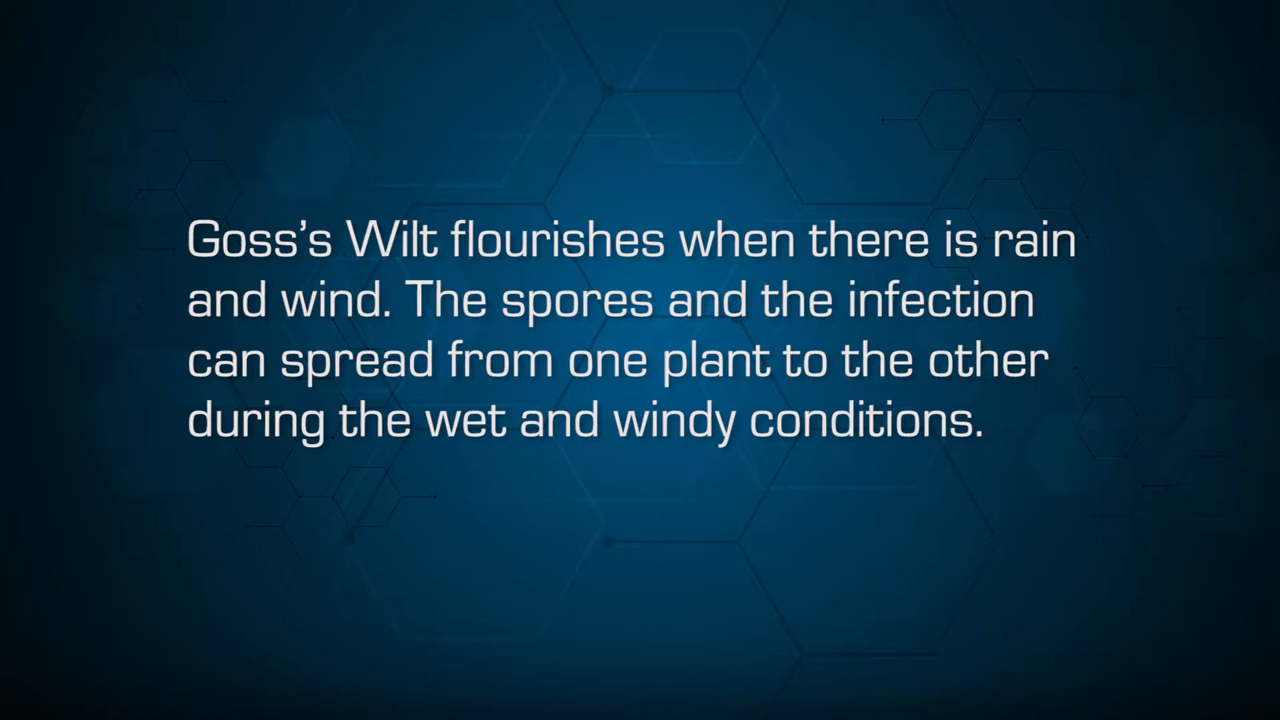 Goss’s Wilt flourishes when there is rain
and wind. The spores and the infection
can spread from one plant to the other
during the wet and windy conditions.